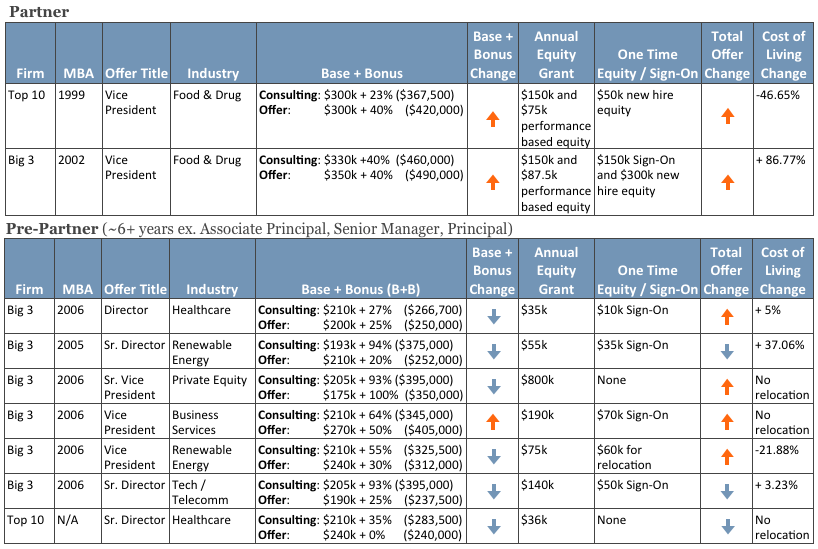 Partner
Firm MBA Offer Title Industry Base + Bonus Base + Bonus Change Annual Equity Grant One Time Equity / Sign-On Total Offer Change Cost of Living Change
Top 10 1999 Vice President Food & Drug Consulting: $300k + 23% ($367,500) Offer: $300k + 40% ($420,000) $150k and $75k performance based equity $50k new hire equity -46.65%
Big 3 2002 Vice President Food & Drug Consulting: $330k +40% ($460,000) Offer: $350k + 40% ($490,000) $150k and $87.5k performance based equity $150k Sign-On and $300k new hire equity + 86.77%
Pre-Partner (~6+ years ex. Associate Principal, Senior Manager, Principal)
Firm MBA Offer Title Industry Base + Bonus (B+B) Base + Bonus Change Annual Equity Grant One Time Equity / Sign-On Total Offer Change Cost of Living Change
Big 3 2006 Director Healthcare Consulting: $210k + 27% ($266,700) Offer: $200k + 25% ($250,000) $35k $10k Sign-On + 5%
Big 3 2005 Sr. Director Renewable Energy Consulting: $193k + 94% ($375,000) Offer: $210k + 20% ($252,000) $55k $35k Sign-On + 37.06%
Big 3 2006 Sr. Vice President Private Equity Consulting: $205k + 93% ($395,000) Offer: $175k + 100% ($350,000) $800k None No relocation
Big 3 2006 Vice President Business Services Consulting: $210k + 64% ($345,000) Offer: $270k + 50% ($405,000) $190k $70k Sign-On No relocation
Big 3 2006 Vice President Renewable Energy Consulting: $210k + 55% ($325,500) Offer: $240k + 30% ($312,000) $75k $60k for relocation -21.88%
Big 3 2006 Sr. Director Tech / Telecomm Consulting: $205k + 93% ($395,000) Offer: $190k + 25% ($237,500) $140k $50k Sign-On + 3.23%
Top 10 N/A Sr. Director Healthcare Consulting: $210k + 35% ($283,500) Offer: $240k + 0% ($240,000) $36k None No relocation